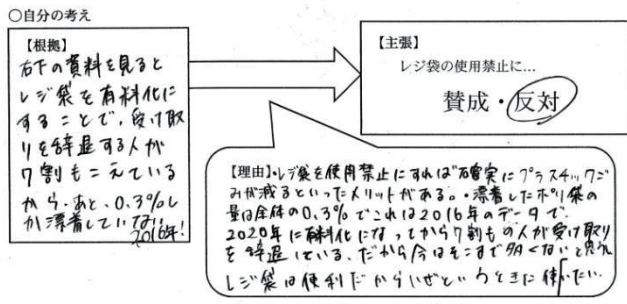 ○自分の考え
【根拠】
右下の資料を見ると
レジ袋を有料化に
することで、受け取
りを辞退する人が
7割もこえている
から。あと、0.3%し
か漂着していない
2016年!
【主張】
レジ袋の使用禁止に…
賛成・反対
【理由】・レジ袋を使用禁止にすれば確実にプラスチックご
みが減るといったメリットがある。・漂着したポリ袋の
量は全体の0.3%でこれは2016年のデータで、
2020年に有料化になってから7割もの人が受け取り
を辞退している、だから今はそこまで多くないと思う。
レジ袋は便利だからいざというときに使いたい。